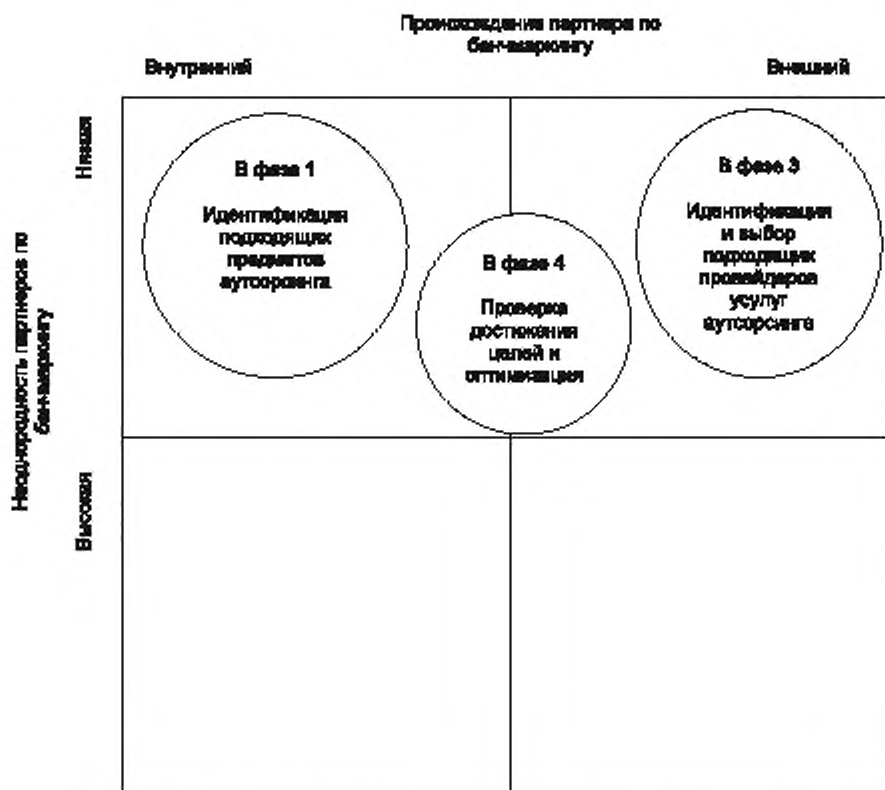 Происхождение партнера по
бенчмаркингу
Внутренний
Внешний
Неоднородность партнеров по
бенчмаркингу
Низкая
Высокая
В фазе 1
Идентификация
подходящих
предметов
аутсорсинга
В фазе 4
Проверка
достижения
целей и
оптимизация
В фазе 3
Идентификация
и выбор
подходящих
провайдеров
усулуг
аутсорсинга